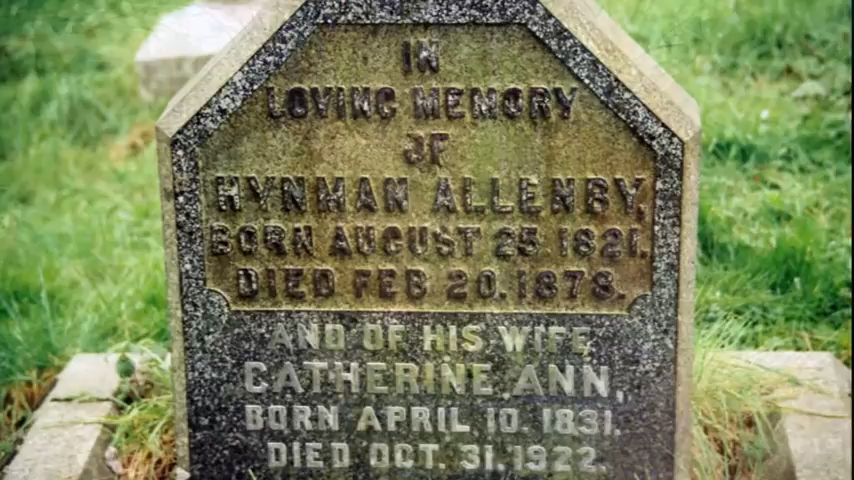 IN
LOVING MEMORY
OF
HYNMAN ALLENBY,
BORN AUGUST 25. 1821.
DIED FEB 20. 1878.
AND OF HIS WIFE
CATHERINE ANN,
BORN APRIL 10. 1831.
DIED OCT. 31. 1922.